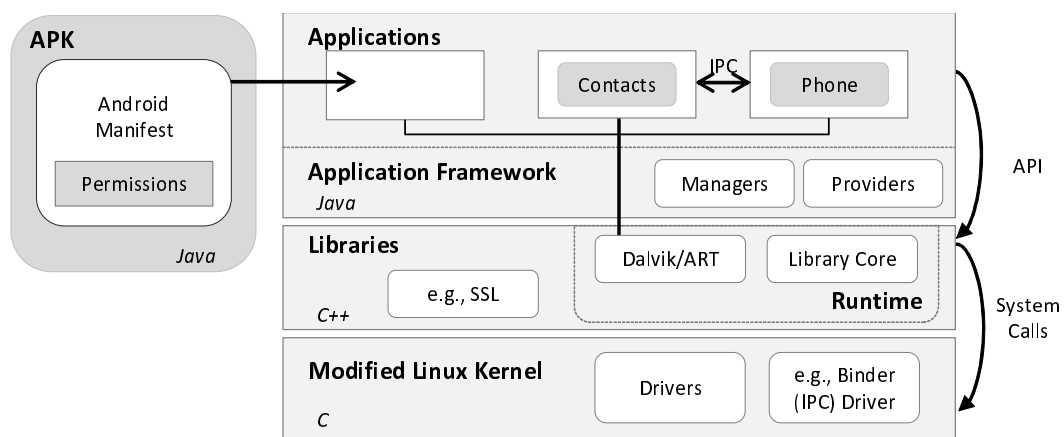 APK
Android
Manifest
Permissions
Java
Applications
Contacts
IPC
Phone
Application Framework
Java
Managers
Providers
API
Libraries
C++
e.g., SSL
Dalvik/ART
Library Core
Runtime
System
Calls
Modified Linux Kernel
C
Drivers
e.g., Binder
(IPC) Driver